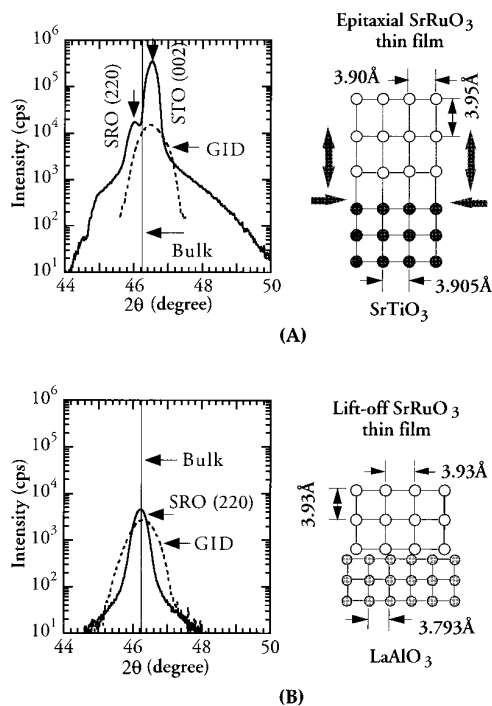 Epitaxial SrRuO3
thin film
10^6
10^5
10^4
10^3
10^2
10^1
Intensity (cps)
SRO (220)
STO (002)
GID
Bulk
44 46 48 50
2θ (degree)
3.90Å
3.95Å
3.905Å
SrTiO3
(A)
Lift-off SrRuO3
thin film
10^6
10^5
10^4
10^3
10^2
10^1
Intensity (cps)
Bulk
SRO (220)
GID
44 46 48 50
2θ (degree)
3.93Å
3.93Å
3.793Å
LaAlO3
(B)